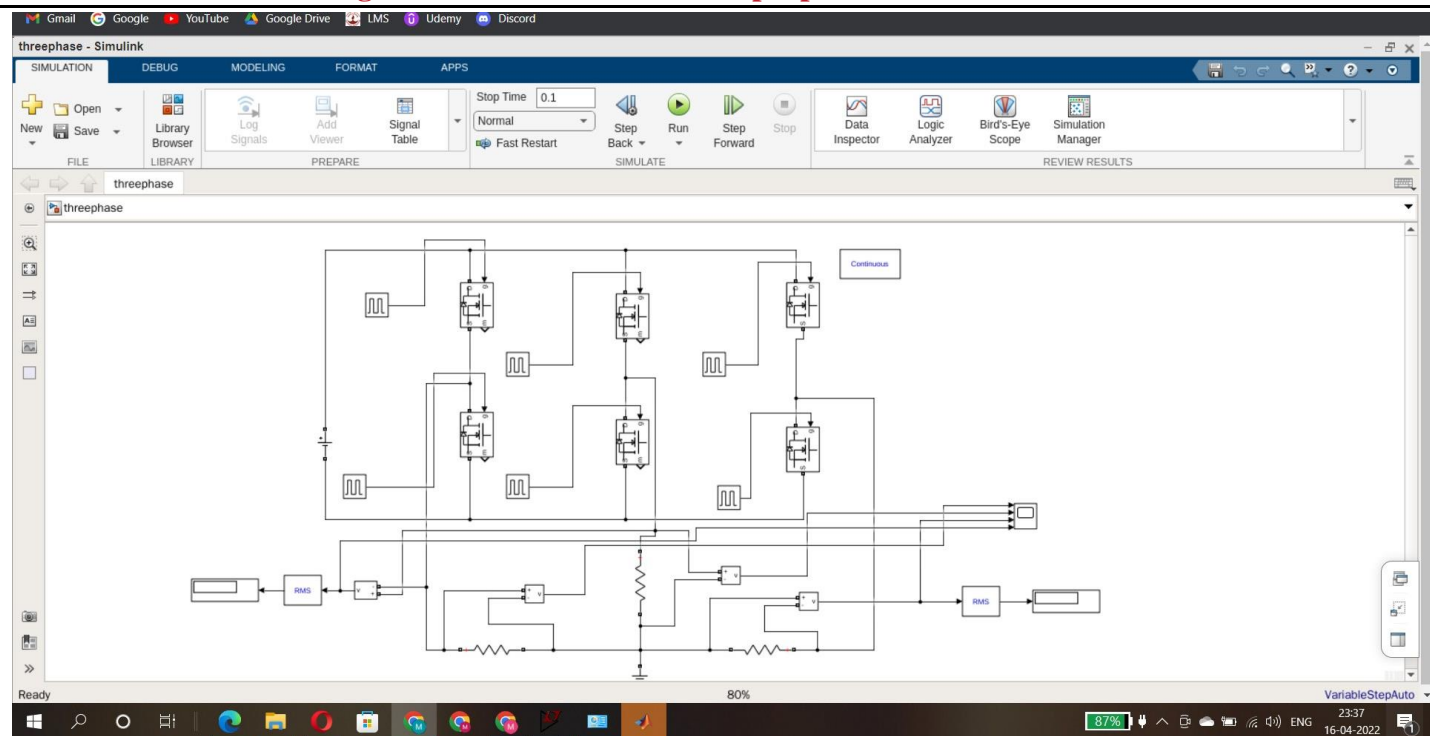 Gmail Google YouTube Google Drive LMS Udemy Discord
threephase - Simulink
SIMULATION DEBUG MODELING FORMAT APPS
New
Open
Save
FILE
Library Browser
LIBRARY
Log Signals
Add Viewer
Signal Table
PREPARE
Stop Time 0.1
Normal
Fast Restart
Step Back
Run
Step Forward
Stop
SIMULATE
Data Inspector
Logic Analyzer
Bird's-Eye Scope
Simulation Manager
REVIEW RESULTS
threephase
threephase
Continuous
RMS
RMS
Ready 80% VariableStepAuto
87% ENG 23:37
16-04-2022